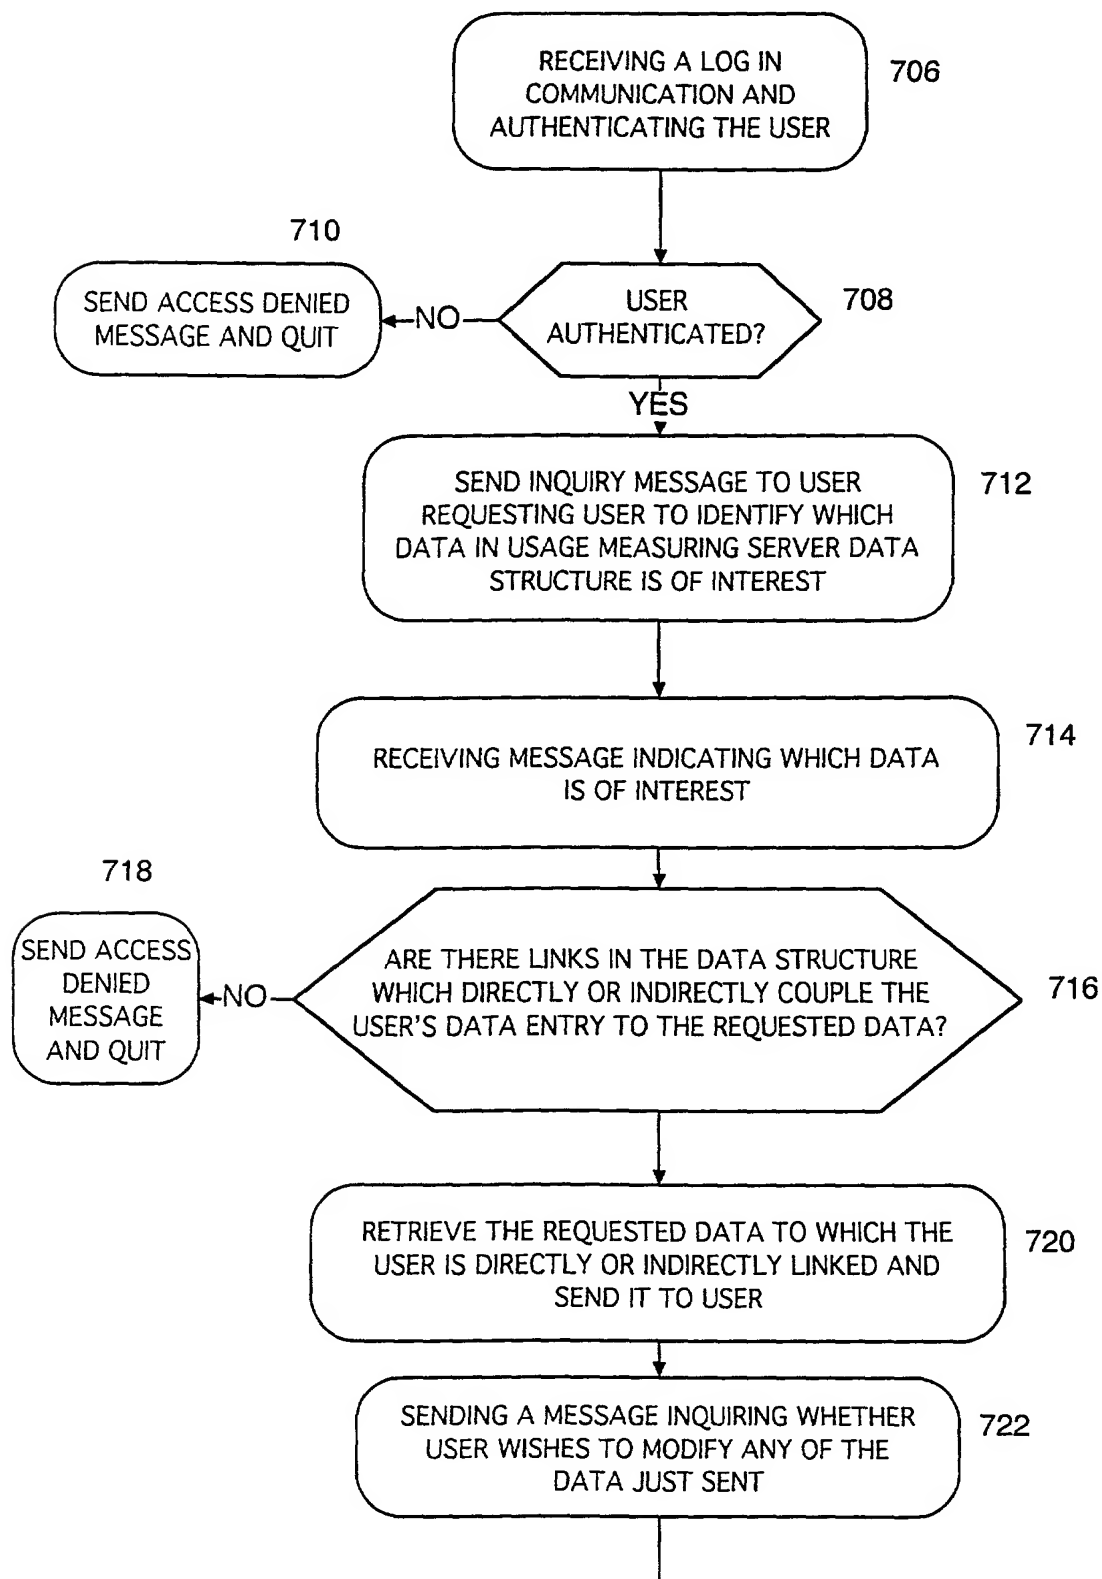 RECEIVING A LOG IN
COMMUNICATION AND
AUTHENTICATING THE USER
706
710
SEND ACCESS DENIED
MESSAGE AND QUIT
NO
USER
AUTHENTICATED?
708
YES
SEND INQUIRY MESSAGE TO USER
REQUESTING USER TO IDENTIFY WHICH
DATA IN USAGE MEASURING SERVER DATA
STRUCTURE IS OF INTEREST
712
RECEIVING MESSAGE INDICATING WHICH DATA
IS OF INTEREST
714
718
SEND ACCESS
DENIED
MESSAGE
AND QUIT
NO
ARE THERE LINKS IN THE DATA STRUCTURE
WHICH DIRECTLY OR INDIRECTLY COUPLE THE
USER'S DATA ENTRY TO THE REQUESTED DATA?
716
RETRIEVE THE REQUESTED DATA TO WHICH THE
USER IS DIRECTLY OR INDIRECTLY LINKED AND
SEND IT TO USER
720
SENDING A MESSAGE INQUIRING WHETHER
USER WISHES TO MODIFY ANY OF THE
DATA JUST SENT
722